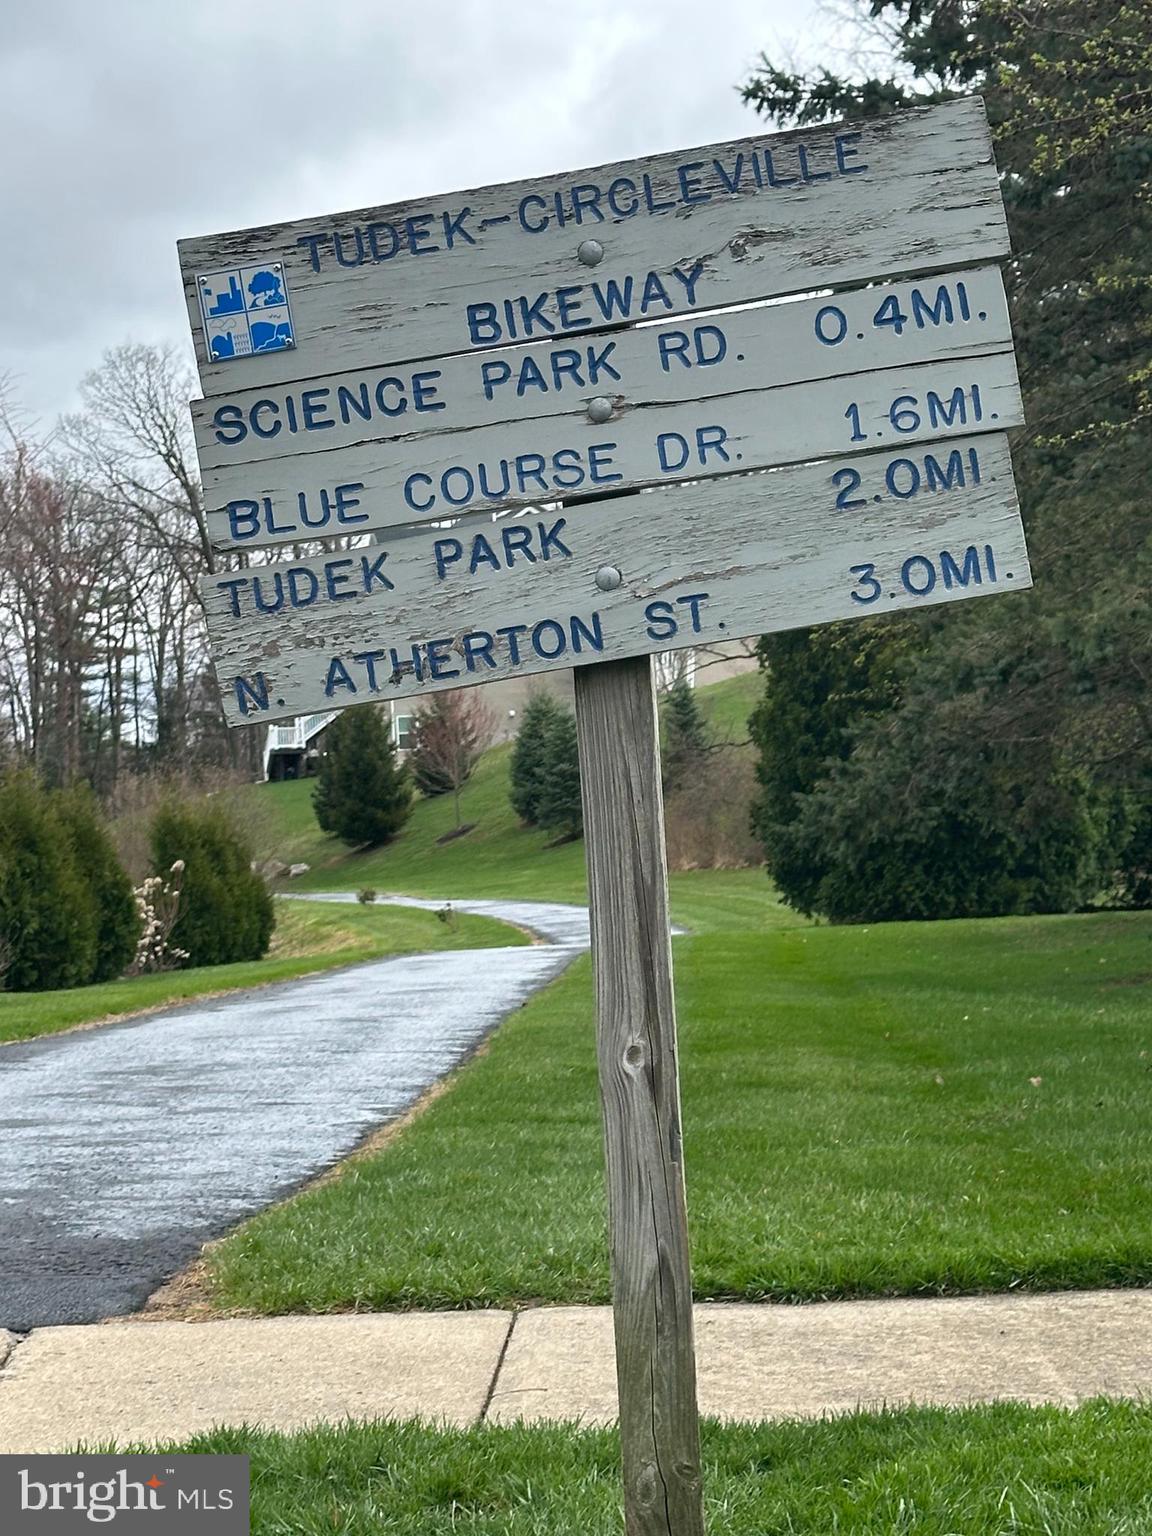 TUDEK-CIRCLEVILLE
BIKEWAY
SCIENCE PARK RD. 0.4MI.
BLUE COURSE DR. 1.6MI.
TUDEK PARK 2.0MI.
N. ATHERTON ST. 3.0MI.
bright™ MLS